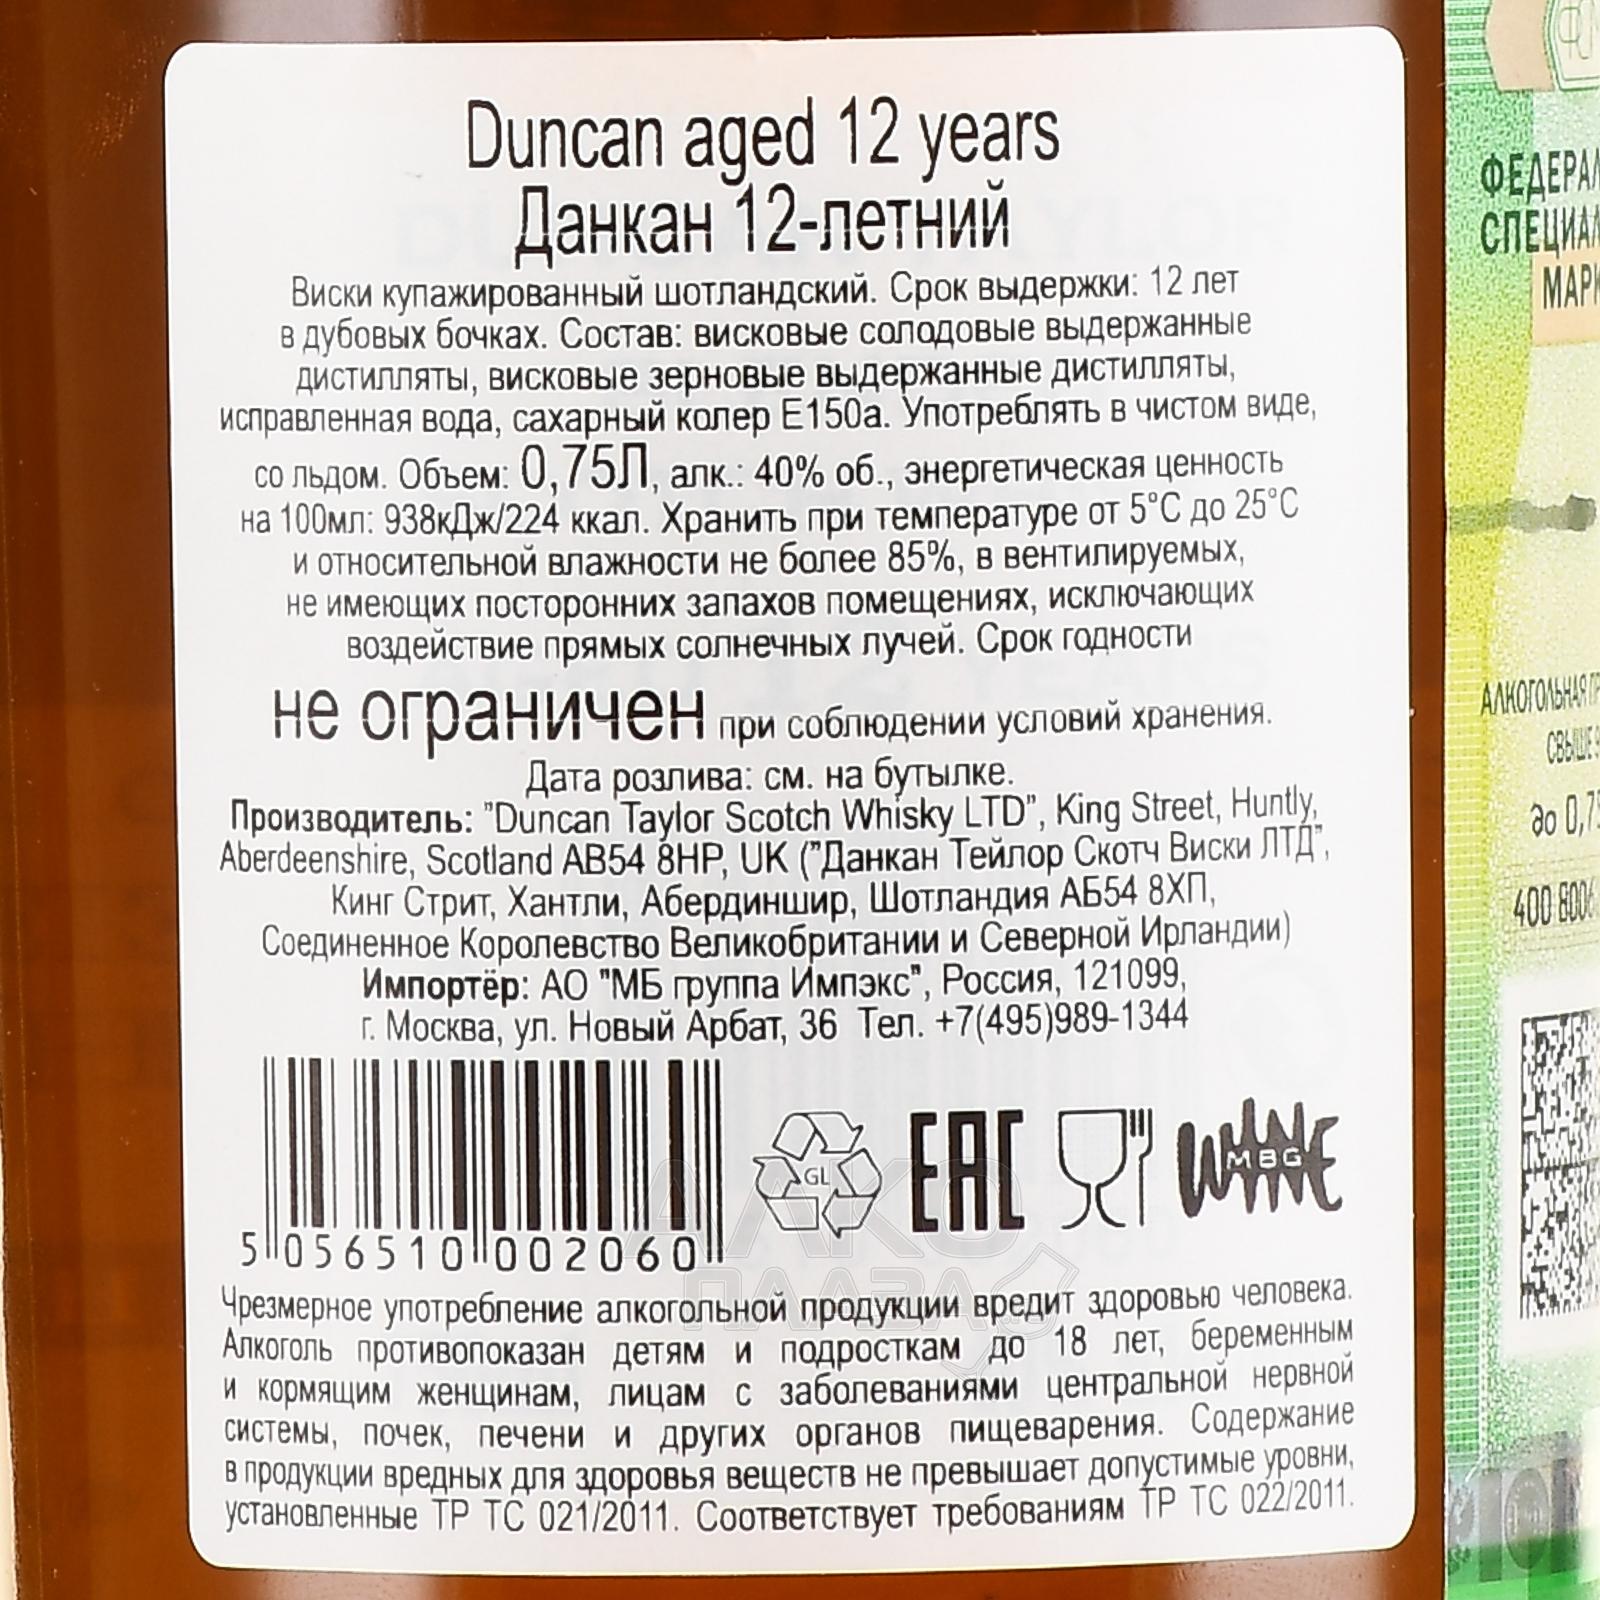 Duncan aged 12 years
Данкан 12-летний
Виски купажированный шотландский. Срок выдержки: 12 лет
в дубовых бочках. Состав: висковые солодовые выдержанные
дистилляты, висковые зерновые выдержанные дистилляты,
исправленная вода, сахарный колер Е150а. Употреблять в чистом виде,
со льдом. Объем: 0,75Л, алк.: 40% об., энергетическая ценность
на 100мл: 938кДж/224 ккал. Хранить при температуре от 5°С до 25°С
и относительной влажности не более 85%, в вентилируемых,
не имеющих посторонних запахов помещениях, исключающих
воздействие прямых солнечных лучей. Срок годности
не ограничен при соблюдении условий хранения.
Дата розлива: см. на бутылке.
Производитель: "Duncan Taylor Scotch Whisky LTD", King Street, Huntly,
Aberdeenshire, Scotland AB54 8HP, UK ("Данкан Тейлор Скотч Виски ЛТД",
Кинг Стрит, Хантли, Абердиншир, Шотландия АБ54 8ХП,
Соединенное Королевство Великобритании и Северной Ирландии)
Импортёр: АО "МБ группа Импэкс", Россия, 121099,
г. Москва, ул. Новый Арбат, 36 Тел. +7(495)989-1344
5 056510 002060
GL
EAC
WINE
MBG
АЛКО
ПЛАЗА
Чрезмерное употребление алкогольной продукции вредит здоровью человека.
Алкоголь противопоказан детям и подросткам до 18 лет, беременным
и кормящим женщинам, лицам с заболеваниями центральной нервной
системы, почек, печени и других органов пищеварения. Содержание
в продукции вредных для здоровья веществ не превышает допустимые уровни,
установленные ТР ТС 021/2011. Соответствует требованиям ТР ТС 022/2011.
ФЕДЕРАЛ
СПЕЦИАЛ
МАРК
АЛКОГОЛЬНАЯ ПР
СВЫШЕ 9
до 0,75